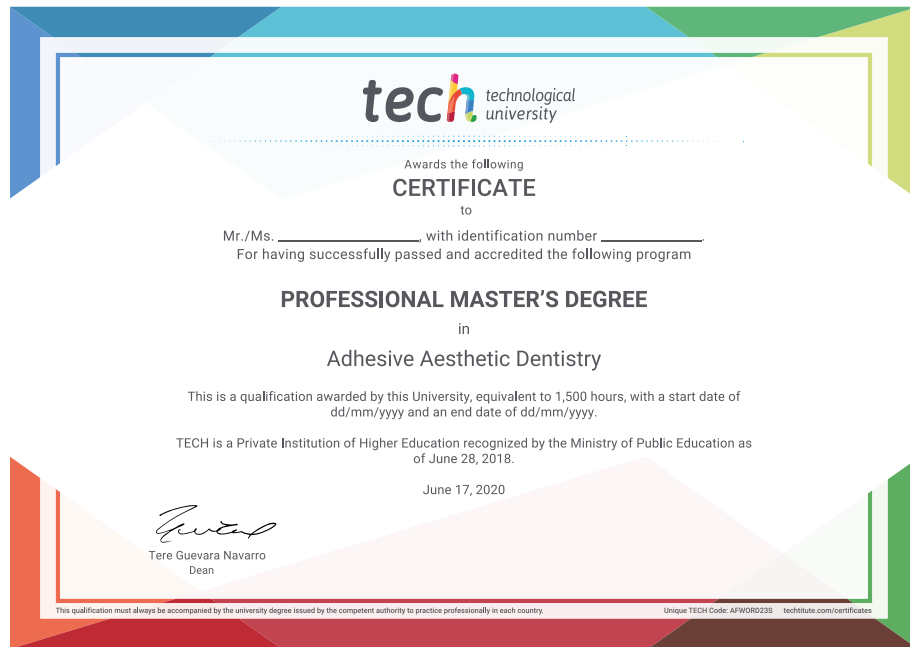 tech technological
university
Awards the following
CERTIFICATE
to
Mr./Ms. ____________________, with identification number ______________.
For having successfully passed and accredited the following program
PROFESSIONAL MASTER'S DEGREE
in
Adhesive Aesthetic Dentistry
This is a qualification awarded by this University, equivalent to 1,500 hours, with a start date of
dd/mm/yyyy and an end date of dd/mm/yyyy.
TECH is a Private Institution of Higher Education recognized by the Ministry of Public Education as
of June 28, 2018.
June 17, 2020
Tere Guevara Navarro
Dean
This qualification must always be accompanied by the university degree issued by the competent authority to practice professionally in each country.
Unique TECH Code: AFWORD23S techtitute.com/certificates